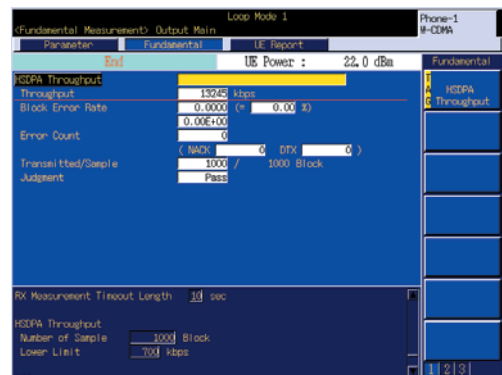 Loop Mode 1
<Fundamental Measurement> Output Main
Phone-1
W-CDMA
Parameter Fundamental UE Report Fundamental
End UE Power : 22.0 dBm
HSDPA Throughput
Throughput 13245 kbps
Block Error Rate 0.0000 (= 0.00 %)
0.00E+00
Error Count 0
( NACK 0 DTX 0 )
Transmitted/Sample 1000 / 1000 Block
Judgment Pass
TAG
HSDPA
Throughput
RX Measurement Timeout Length 10 sec
HSDPA Throughput
Number of Sample 1000 Block
Lower Limit 700 kbps
1 2 3